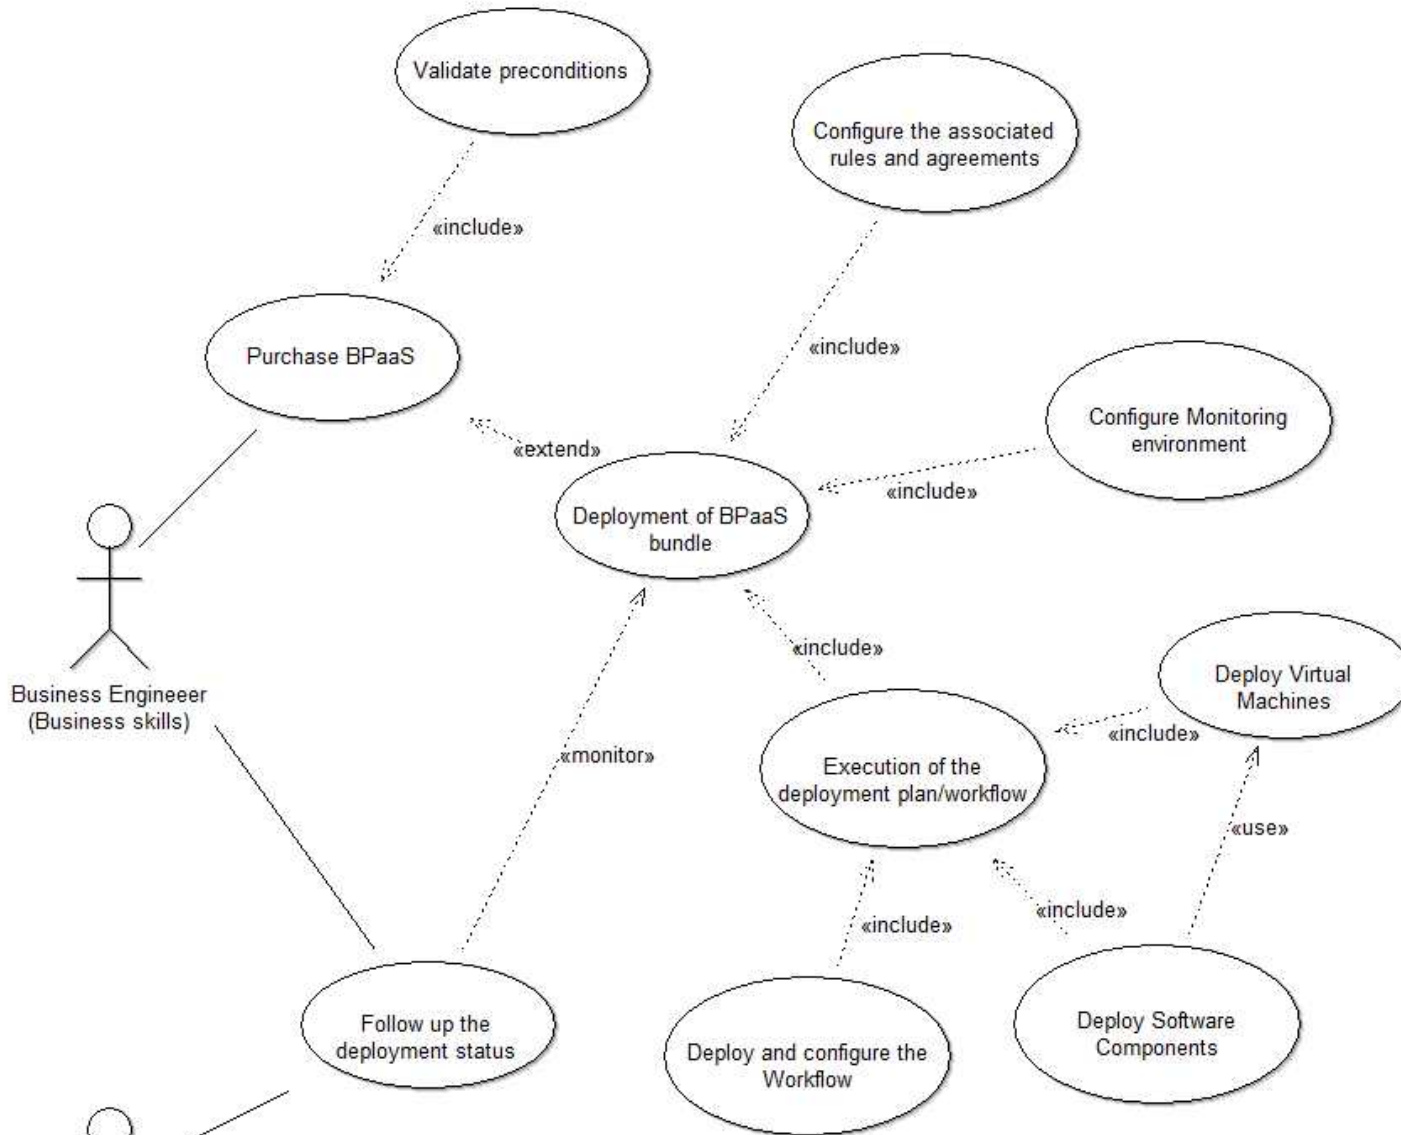 Validate preconditions
Configure the associated
rules and agreements
«include»
Purchase BPaaS
«include»
Configure Monitoring
environment
«extend»
«include»
Deployment of BPaaS
bundle
«include»
Deploy Virtual
Machines
Business Engineeer
(Business skills)
«include»
«monitor»
Execution of the
deployment plan/workflow
«use»
«include»
«include»
Follow up the
deployment status
Deploy Software
Components
Deploy and configure the
Workflow